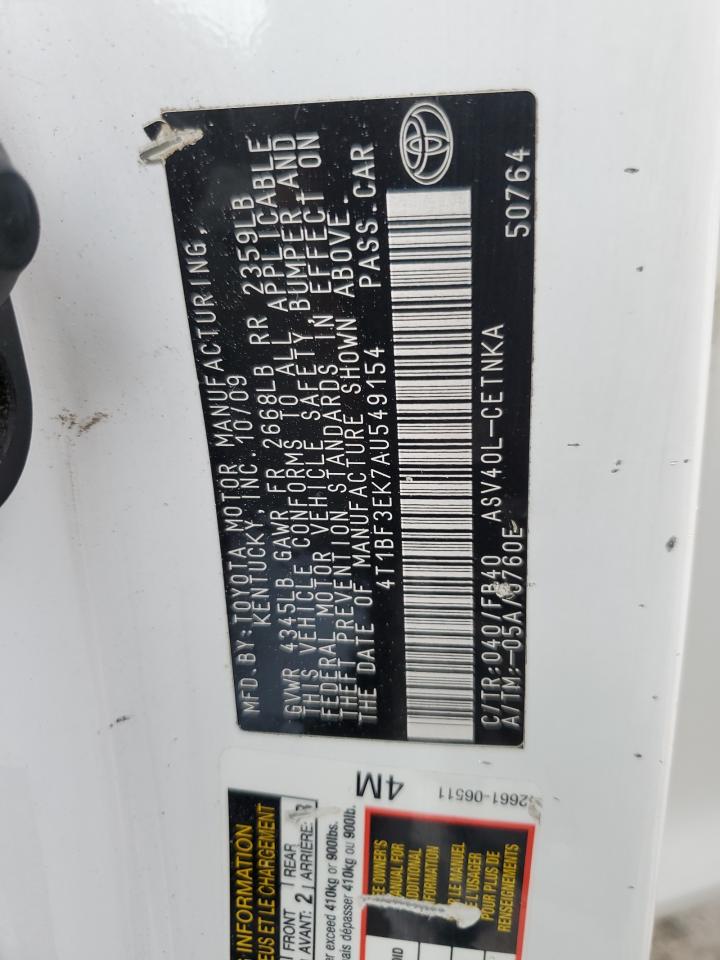 MFD.BY:TOYOTA MOTOR MANUFACTURING,
KENTUCKY,INC. 10/09
GVWR 4345LB GAWR FR 2668LB RR 2359LB
THIS VEHICLE CONFORMS TO ALL APPLICABLE
FEDERAL MOTOR VEHICLE SAFETY BUMPER,AND
THEFT PREVENTION STANDARDS IN EFFECT ON
THE DATE OF MANUFACTURE SHOWN ABOVE.
4T1BF3EK7AU549154 PASS.CAR
C/TR:040/FB40 ASV40L-CETNKA
A/TM:-05A/U760E 50764
4M
2661-06511
INFORMATION
EUS ET LE CHARGEMENT
FRONT REAR
AVANT: 2 ARRIÈRE:
exceed 410kg or 900lbs.
dépasser 410kg ou 900lb.
OWNER'S
MANUAL FOR
LE MANUEL
L'USAGER
POUR PLUS DE
RENSEIGNEMENTS